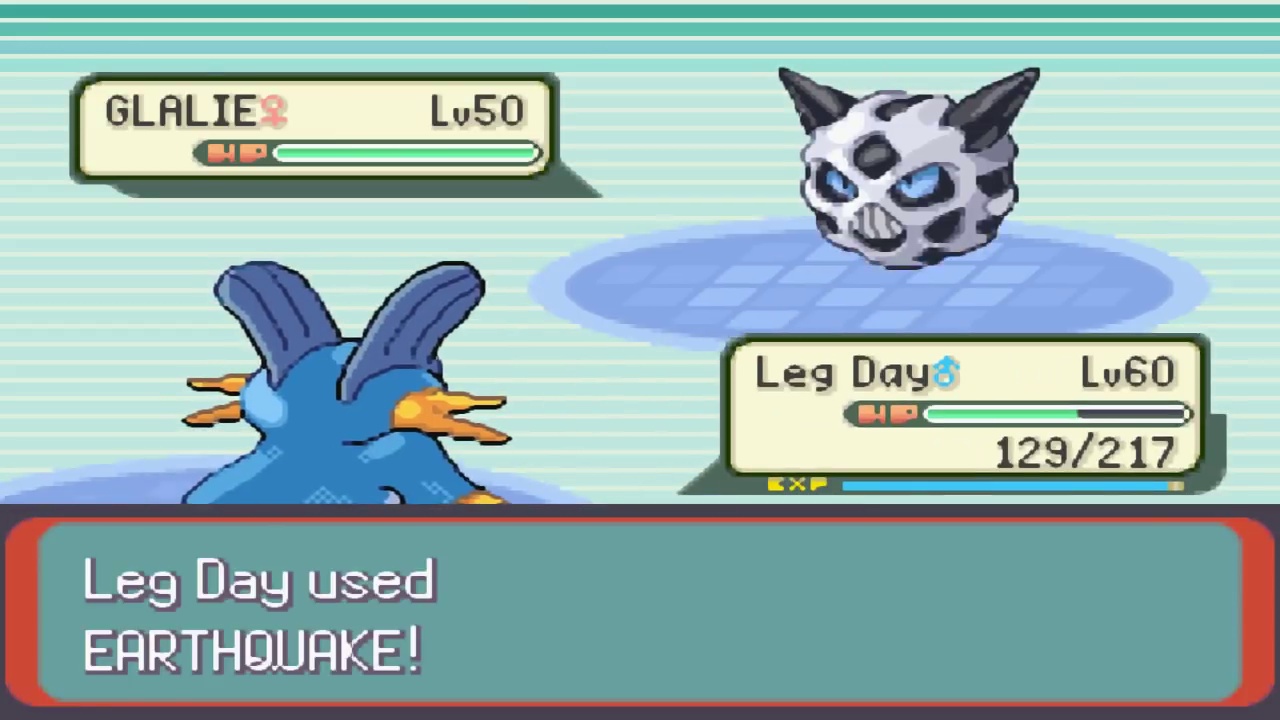 GLALIE♀ Lv50
HP
Leg Day♂ Lv60
HP
129/217
EXP
Leg Day used
EARTHQUAKE!